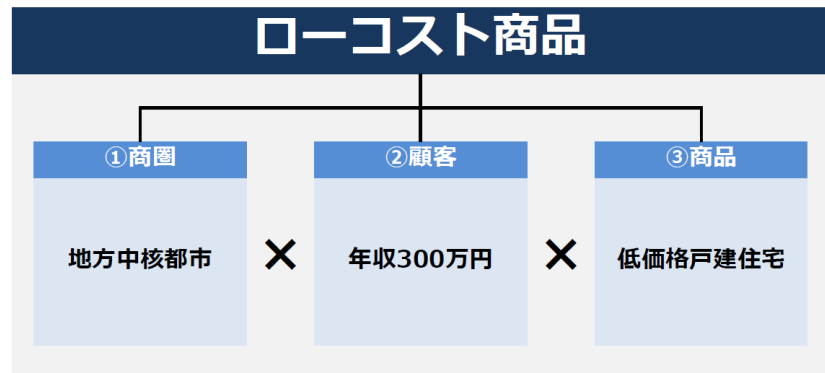 ローコスト商品
①商圏
②顧客
③商品
地方中核都市
×
年収300万円
×
低価格戸建住宅